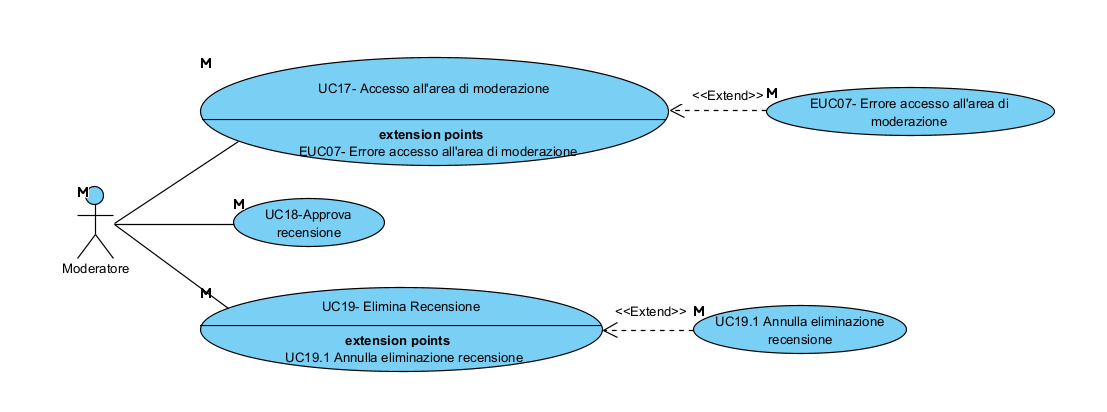 M
UC17- Accesso all'area di moderazione
extension points
EUC07- Errore accesso all'area di moderazione
<<Extend>>
M
EUC07- Errore accesso all'area di
moderazione
M
Moderatore
M
UC18-Approva
recensione
M
UC19- Elimina Recensione
extension points
UC19.1 Annulla eliminazione recensione
<<Extend>>
M
UC19.1 Annulla eliminazione
recensione